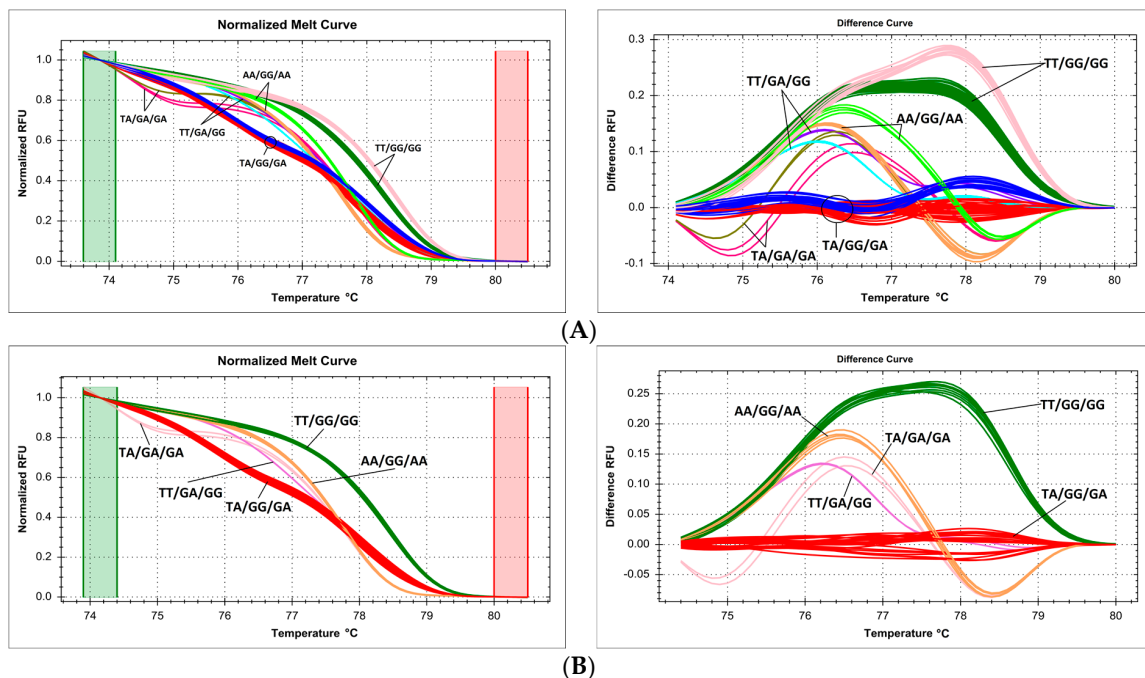 Normalized Melt Curve
Normalized RFU
1.0
0.8
0.6
0.4
0.2
0.0
AA/GG/AA
TA/GA/GA
TT/GA/GG
TA/GG/GA
TT/GG/GG
74 75 76 77 78 79 80
Temperature °C
Difference Curve
Difference RFU
0.3
0.2
0.1
0.0
-0.1
TT/GG/GG
TT/GA/GG
AA/GG/AA
TA/GG/GA
TA/GA/GA
75 76 77 78 79 80
Temperature °C
(A)
Normalized Melt Curve
Normalized RFU
1.0
0.8
0.6
0.4
0.2
0.0
TT/GG/GG
TA/GA/GA
AA/GG/AA
TT/GA/GG
TA/GG/GA
74 75 76 77 78 79 80
Temperature °C
Difference Curve
Difference RFU
0.25
0.20
0.15
0.10
0.05
0.00
-0.05
TT/GG/GG
AA/GG/AA
TA/GA/GA
TT/GA/GG
TA/GG/GA
75 76 77 78 79 80
Temperature °C
(B)